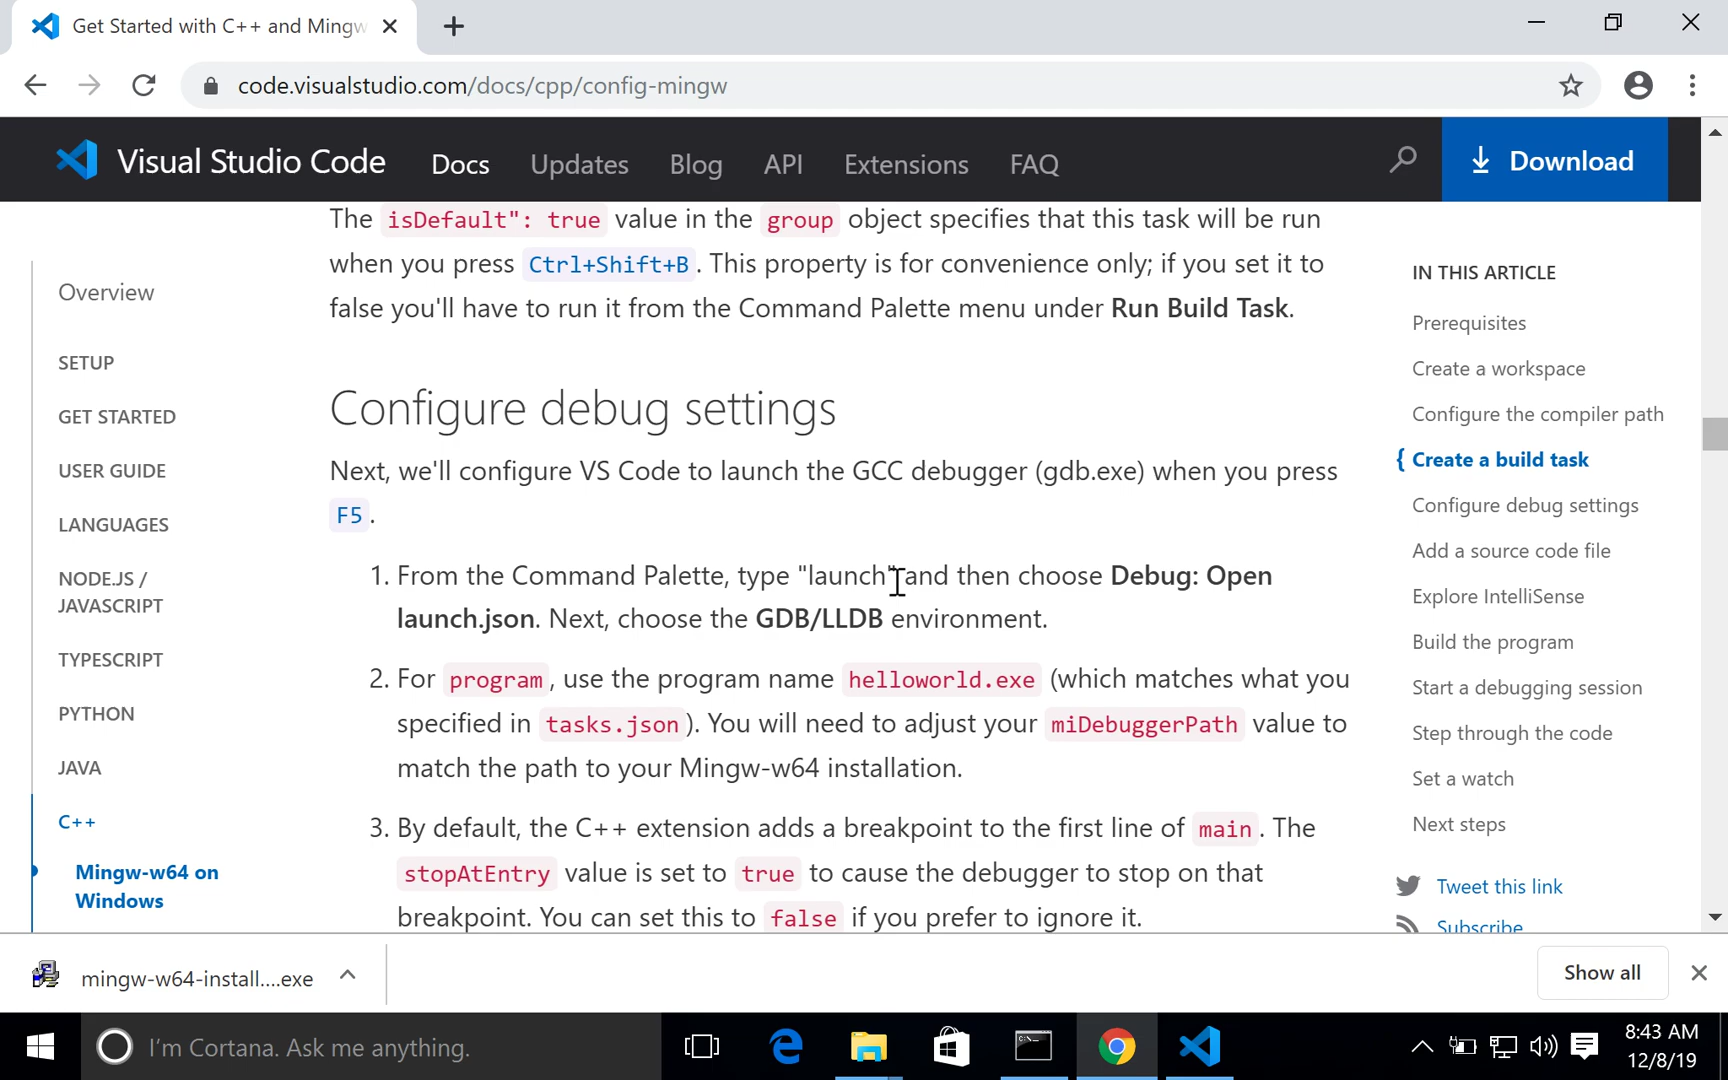 Get Started with C++ and Mingw
code.visualstudio.com/docs/cpp/config-mingw
Visual Studio Code
Docs
Updates
Blog
API
Extensions
FAQ
Download
The isDefault": true value in the group object specifies that this task will be run
when you press Ctrl+Shift+B. This property is for convenience only; if you set it to
false you'll have to run it from the Command Palette menu under Run Build Task.
Configure debug settings
Next, we'll configure VS Code to launch the GCC debugger (gdb.exe) when you press
F5.
1. From the Command Palette, type "launch" and then choose Debug: Open
launch.json. Next, choose the GDB/LLDB environment.
2. For program, use the program name helloworld.exe (which matches what you
specified in tasks.json). You will need to adjust your miDebuggerPath value to
match the path to your Mingw-w64 installation.
3. By default, the C++ extension adds a breakpoint to the first line of main. The
stopAtEntry value is set to true to cause the debugger to stop on that
breakpoint. You can set this to false if you prefer to ignore it.
Overview
SETUP
GET STARTED
USER GUIDE
LANGUAGES
NODE.JS /
JAVASCRIPT
TYPESCRIPT
PYTHON
JAVA
C++
Mingw-w64 on
Windows
IN THIS ARTICLE
Prerequisites
Create a workspace
Configure the compiler path
{ Create a build task
Configure debug settings
Add a source code file
Explore IntelliSense
Build the program
Start a debugging session
Step through the code
Set a watch
Next steps
Tweet this link
Subscribe
mingw-w64-install....exe
Show all
I'm Cortana. Ask me anything.
8:43 AM
12/8/19